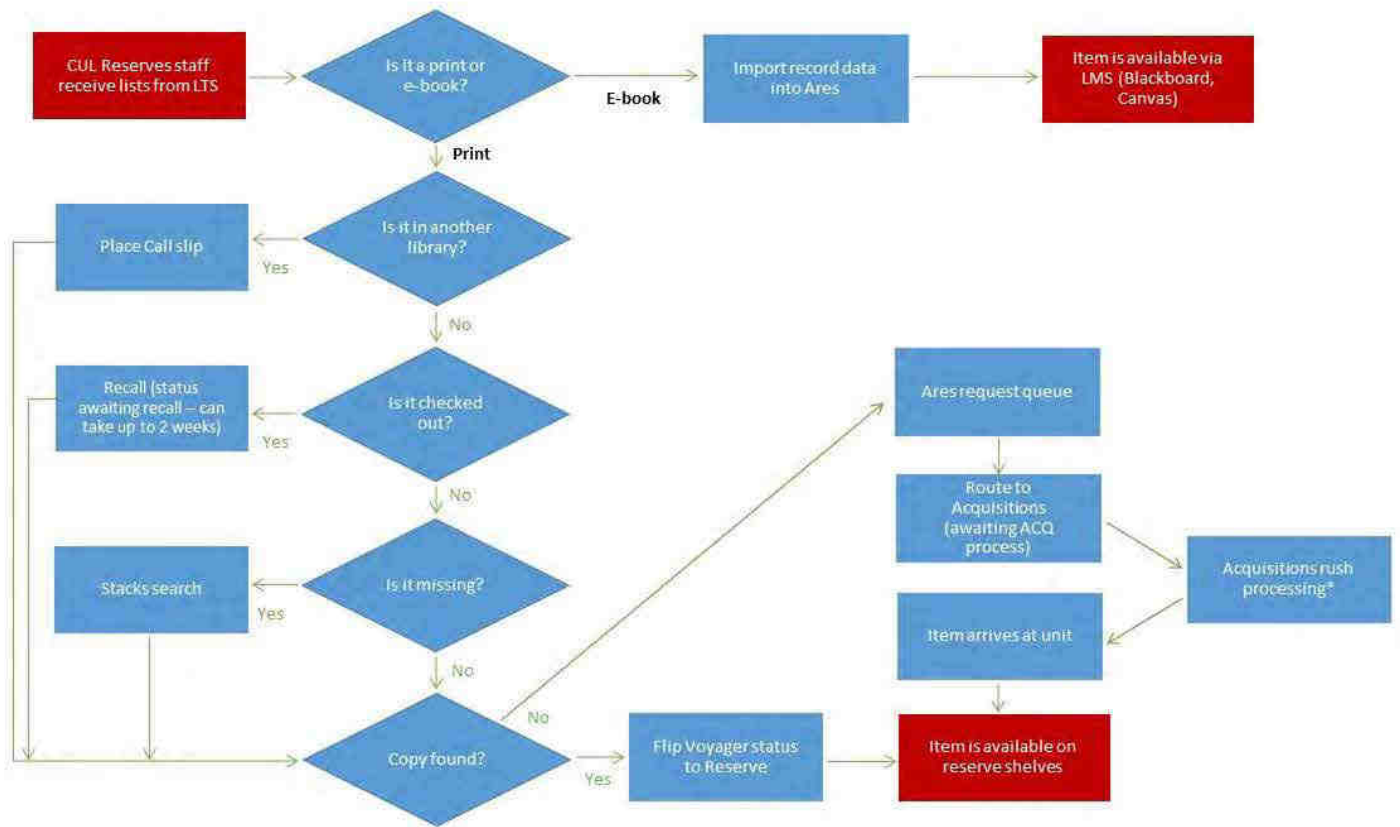 CUL Reserves staff
receive lists from LTS
Is it a print or
e-book?
E-book
Import record data
into Ares
Item is available via
LMS (Blackboard,
Canvas)
Print
Is it in another
library?
Yes
Place Call slip
No
Is it checked
out?
Yes
Recall (status
awaiting recall – can
take up to 2 weeks)
No
Is it missing?
Yes
Stacks search
No
Copy found?
No
Ares request queue
Route to
Acquisitions
(awaiting ACQ
process)
Acquisitions rush
processing*
Item arrives at unit
Yes
Flip Voyager status
to Reserve
Item is available on
reserve shelves